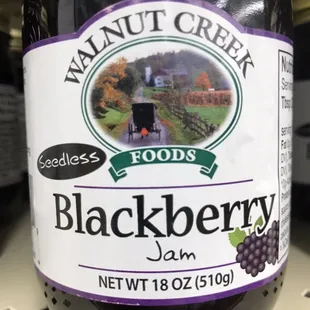 WALNUT CREEK
FOODS
Seedless
Blackberry
Jam
NET WT 18 OZ (510g)